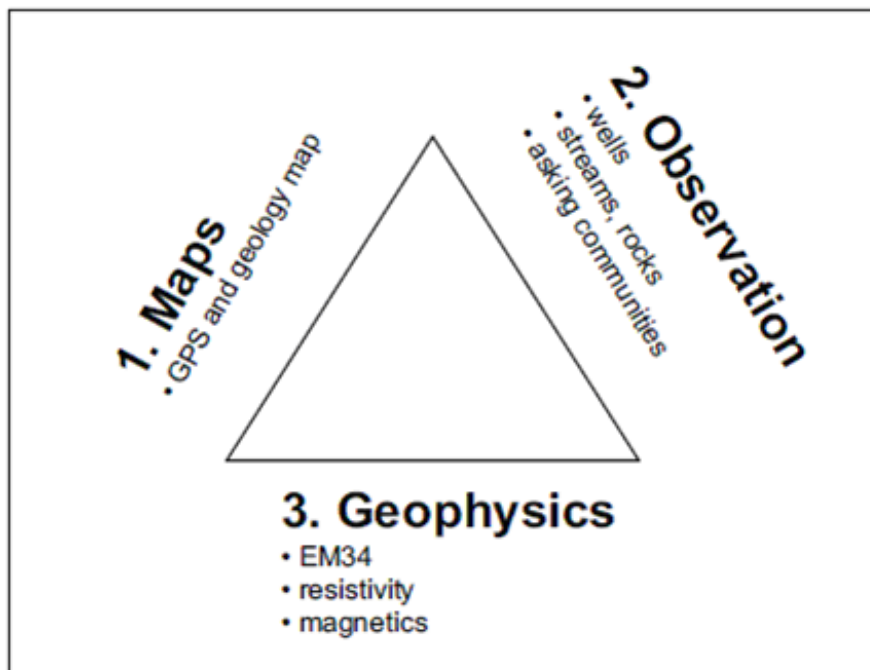 1. Maps
• GPS and geology map
2. Observation
• wells
• streams, rocks
• asking communities
3. Geophysics
• EM34
• resistivity
• magnetics